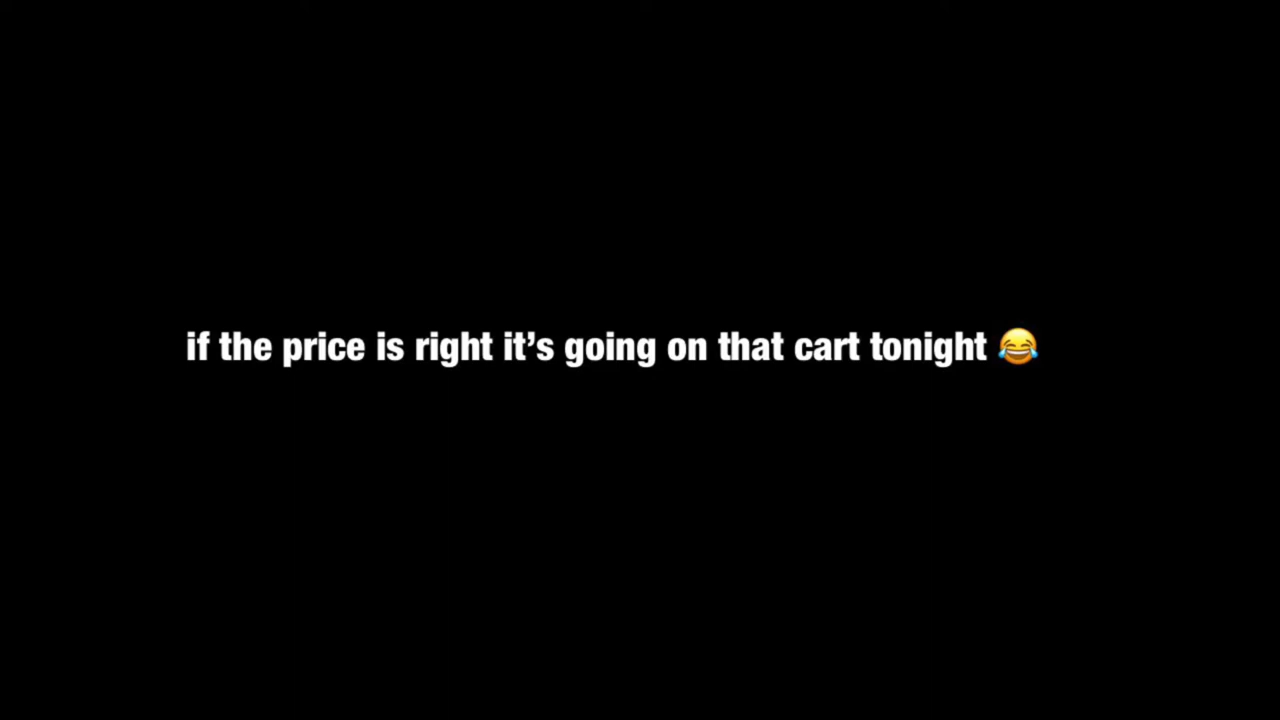 if the price is right it’s going on that cart tonight 😂